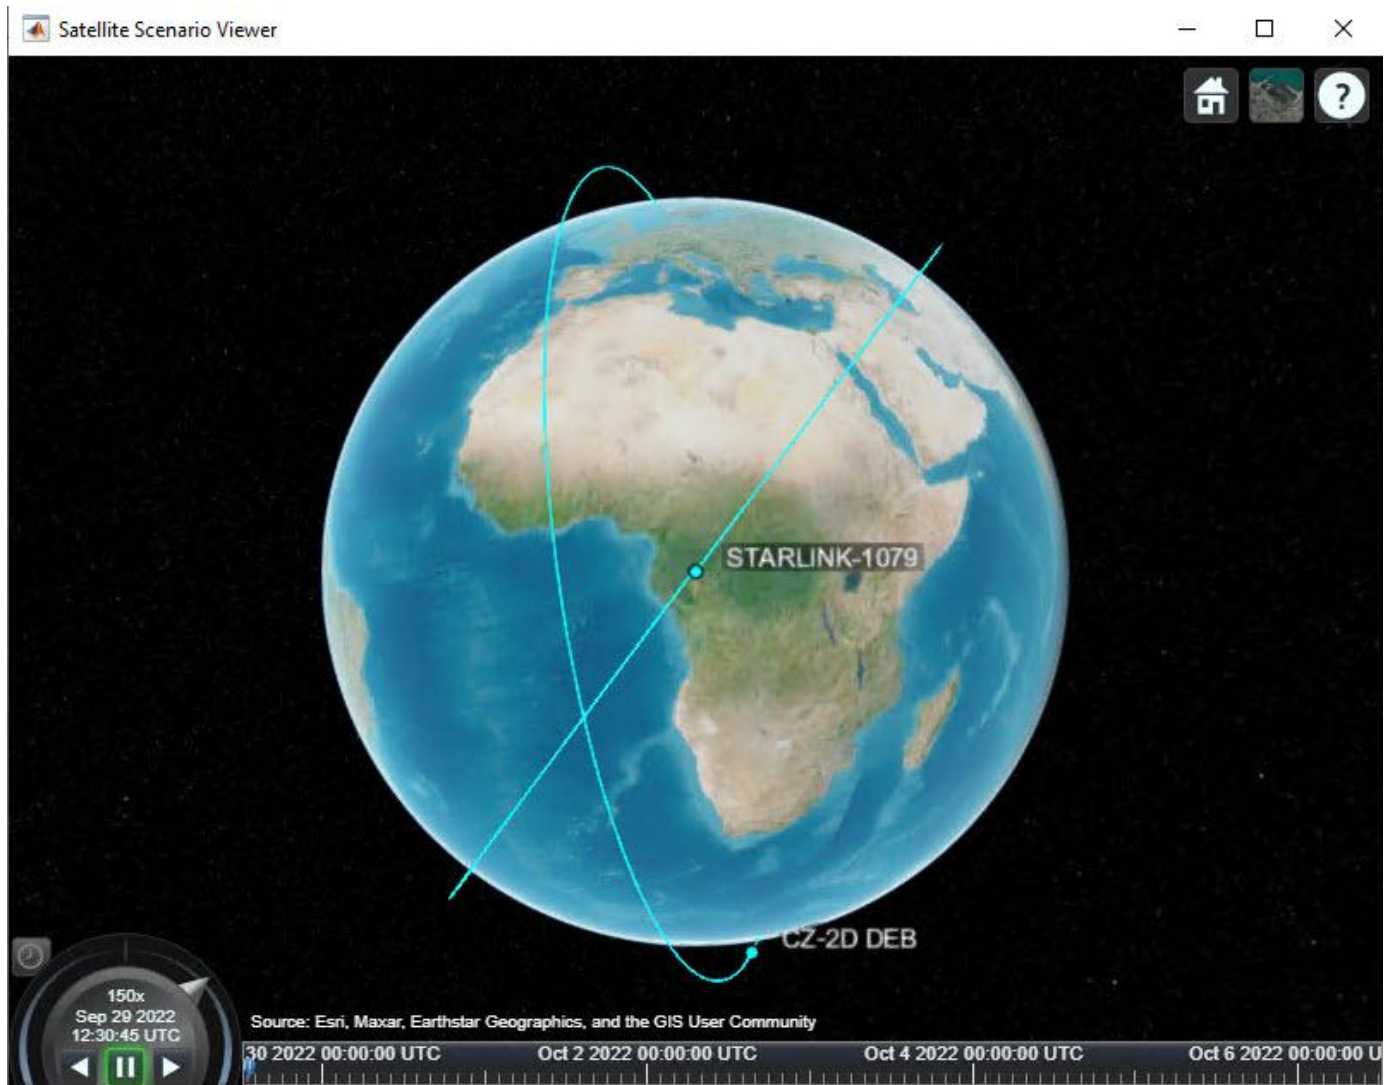 Satellite Scenario Viewer
?
STARLINK-1079
CZ-2D DEB
150x
Sep 29 2022
12:30:45 UTC
Source: Esri, Maxar, Earthstar Geographics, and the GIS User Community
30 2022 00:00:00 UTC Oct 2 2022 00:00:00 UTC Oct 4 2022 00:00:00 UTC Oct 6 2022 00:00:00 U